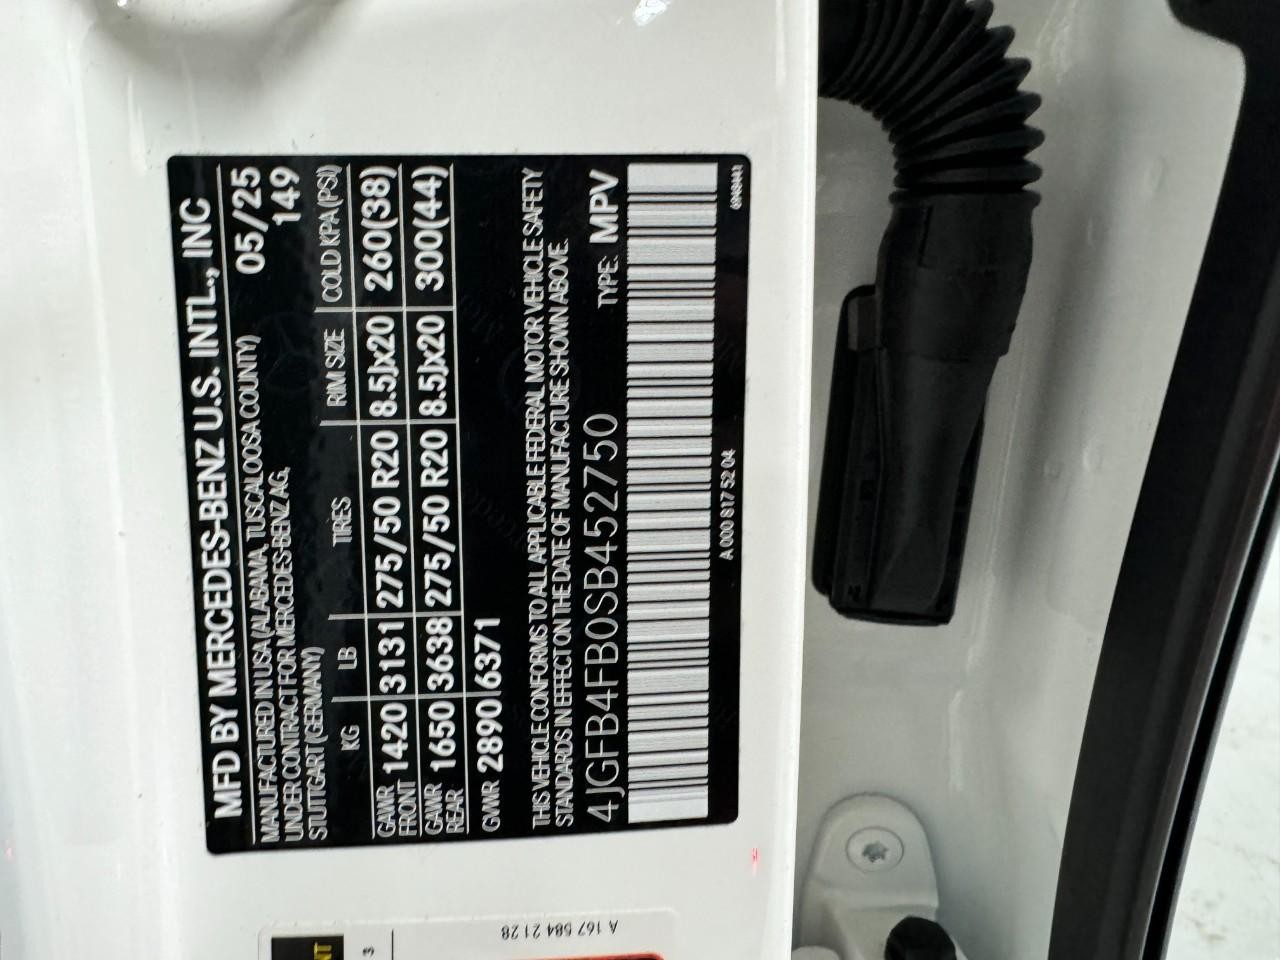 MFD BY MERCEDES-BENZ U.S. INTL., INC
MANUFACTURED IN USA (ALABAMA, TUSCALOOSA COUNTY) 05/25
UNDER CONTRACT FOR MERCEDES-BENZ AG, 149
STUTTGART (GERMANY)
KG LB TIRES RIM SIZE COLD KPA (PSI)
GAWR FRONT 1420 3131 275/50 R20 8.5Jx20 260(38)
GAWR REAR 1650 3638 275/50 R20 8.5Jx20 300(44)
GVWR 2890 6371
THIS VEHICLE CONFORMS TO ALL APPLICABLE FEDERAL MOTOR VEHICLE SAFETY
STANDARDS IN EFFECT ON THE DATE OF MANUFACTURE SHOWN ABOVE.
4JGFB4FB0SB452750 TYPE: MPV
A 000 817 52 04
A 167 584 21 28
3